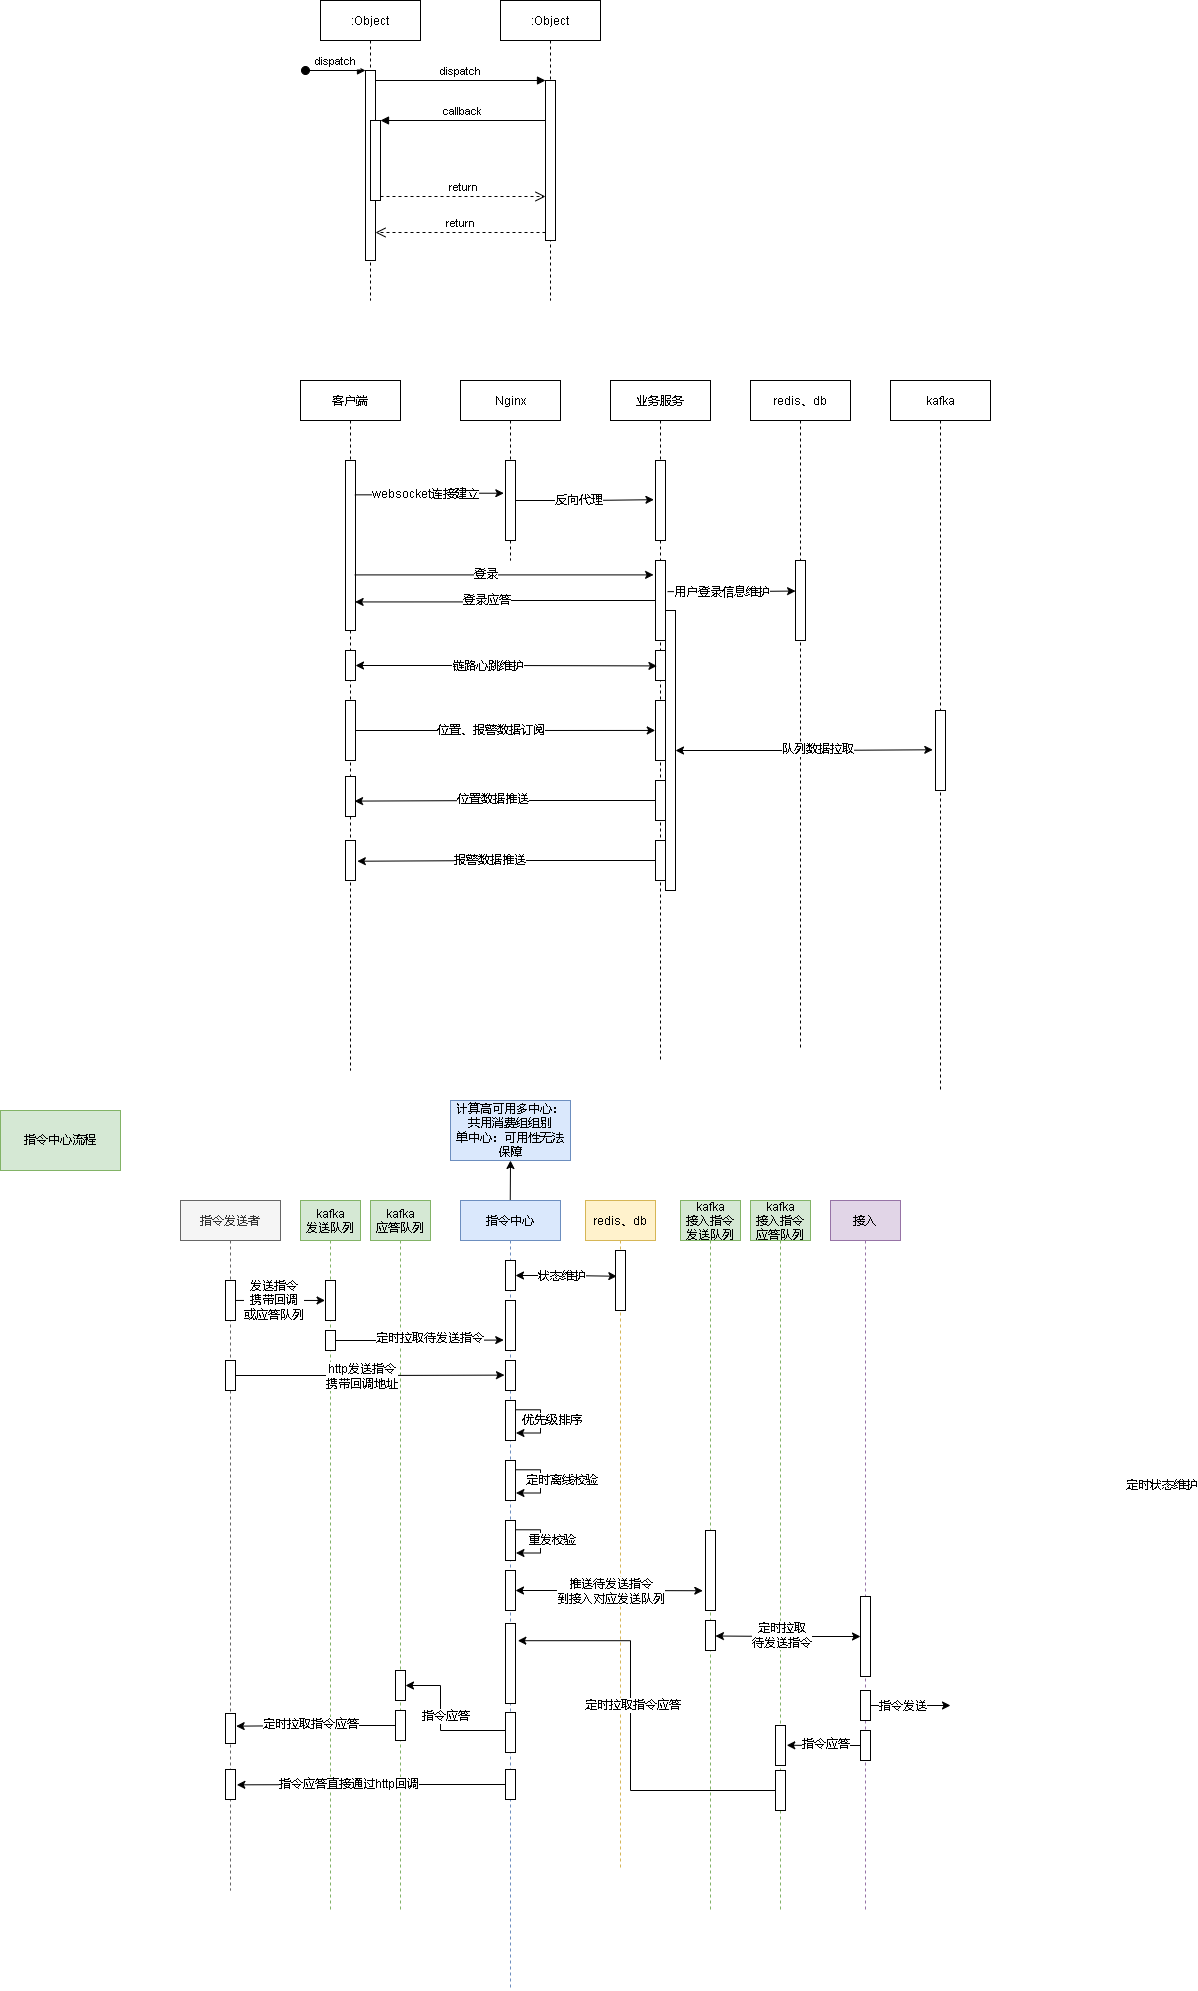 :Object
:Object
dispatch
dispatch
callback
return
return
客户端
Nginx
业务服务
redis、db
kafka
websocket连接建立
反向代理
登录
用户登录信息维护
登录应答
链路心跳维护
位置、报警数据订阅
队列数据拉取
位置数据推送
报警数据推送
计算高可用多中心：
共用消费组组别
单中心：可用性无法
保障
指令中心流程
指令发送者
kafka
发送队列
kafka
应答队列
指令中心
redis、db
kafka
接入指令
发送队列
kafka
接入指令
应答队列
接入
状态维护
发送指令
携带回调
或应答队列
定时拉取待发送指令
http发送指令
携带回调地址
优先级排序
定时离线校验
定时状态维护
重发校验
推送待发送指令
到接入对应发送队列
定时拉取
待发送指令
定时拉取指令应答
指令发送
指令应答
定时拉取指令应答
指令应答
指令应答直接通过http回调